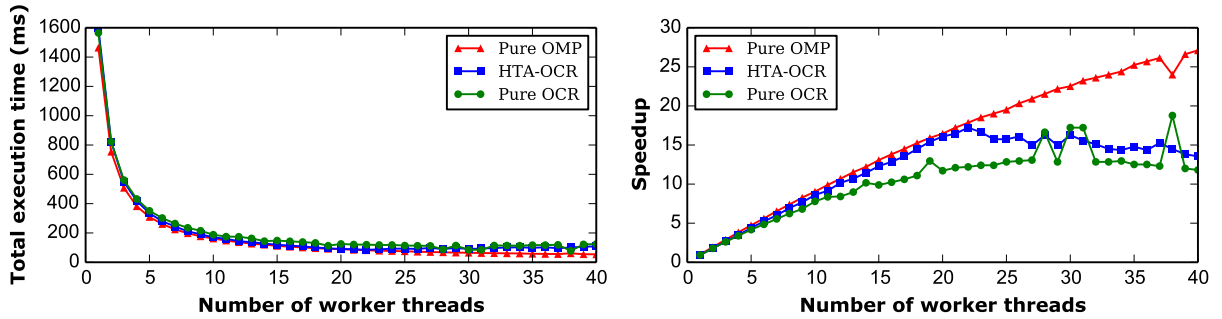 Total execution time (ms)
1600
1400
1200
1000
800
600
400
200
0
0 5 10 15 20 25 30 35 40
Number of worker threads
Pure OMP
HTA-OCR
Pure OCR
Speedup
30
25
20
15
10
5
0
0 5 10 15 20 25 30 35 40
Number of worker threads
Pure OMP
HTA-OCR
Pure OCR